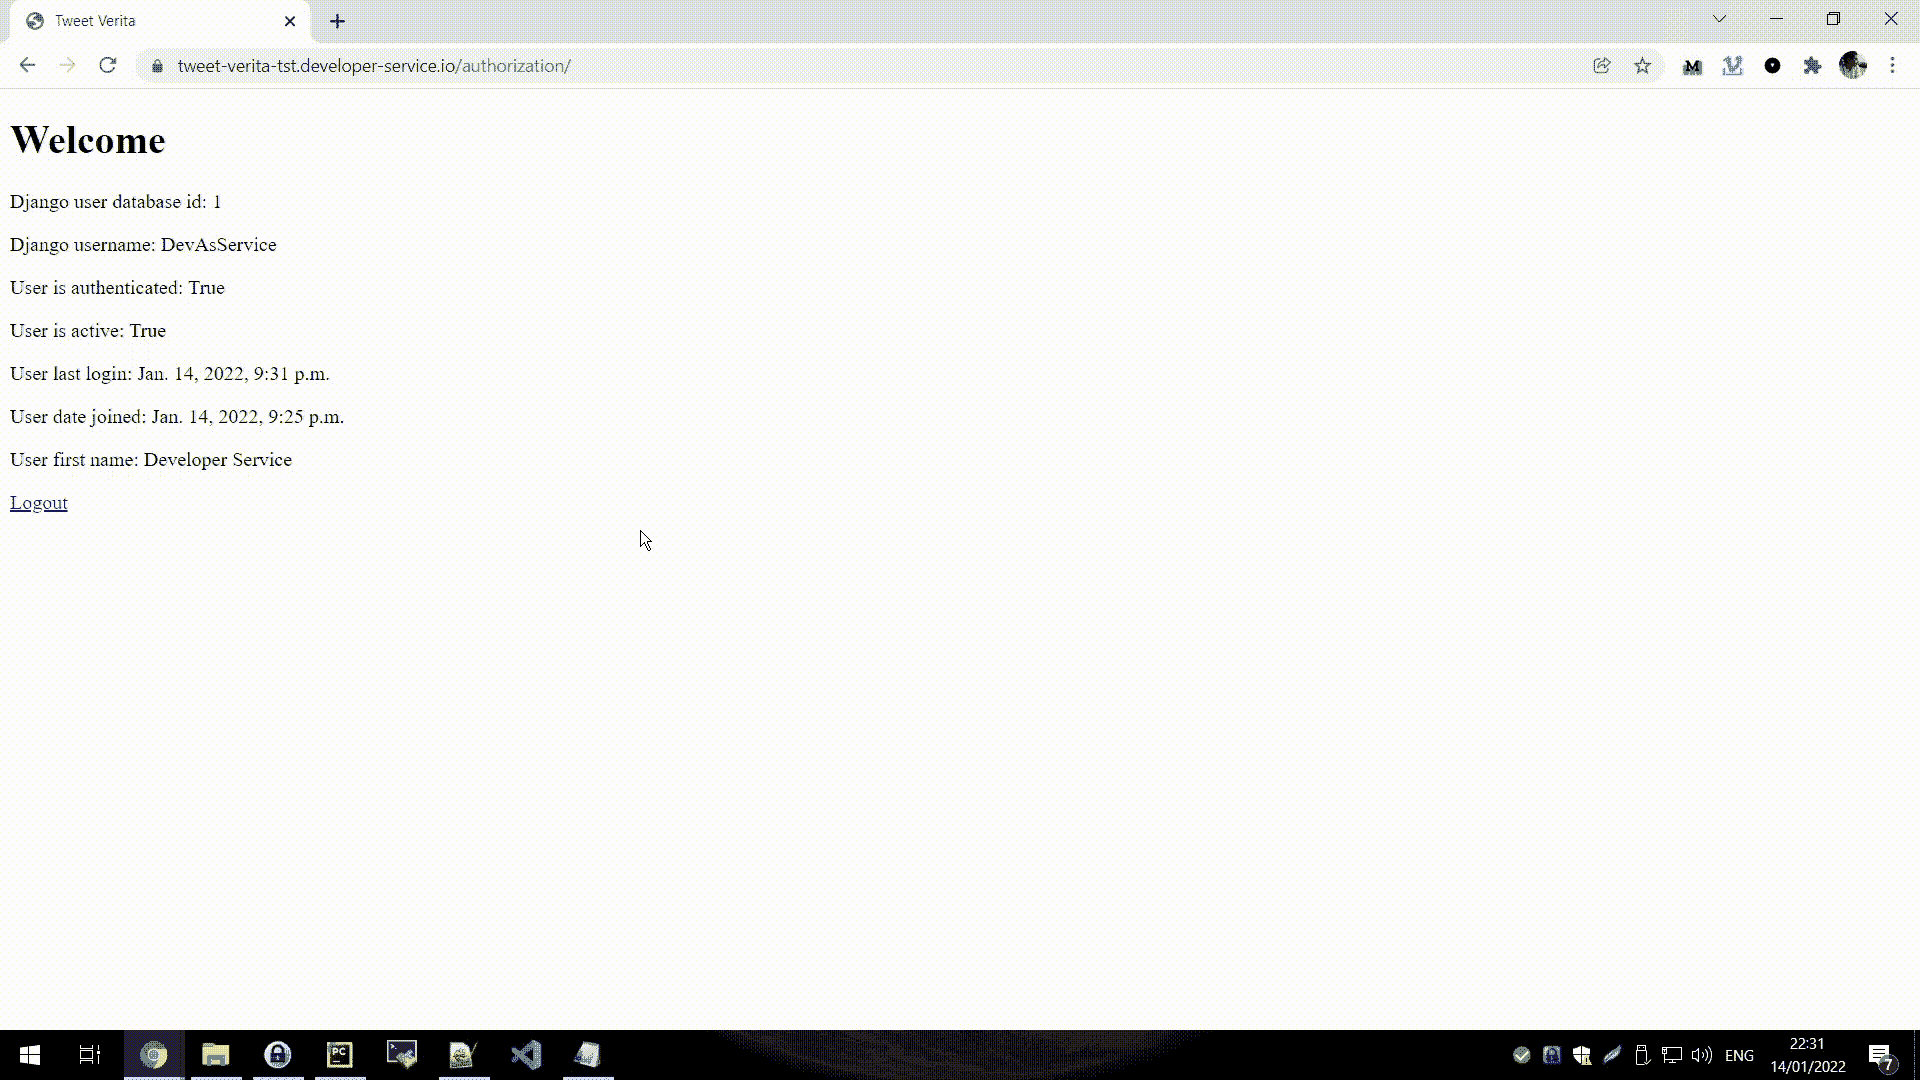 Tweet Verita
tweet-verita-tst.developer-service.io/authorization/
M
Welcome
Django user database id: 1
Django username: DevAsService
User is authenticated: True
User is active: True
User last login: Jan. 14, 2022, 9:31 p.m.
User date joined: Jan. 14, 2022, 9:25 p.m.
User first name: Developer Service
Logout
PC
ENG
22:31
14/01/2022
7